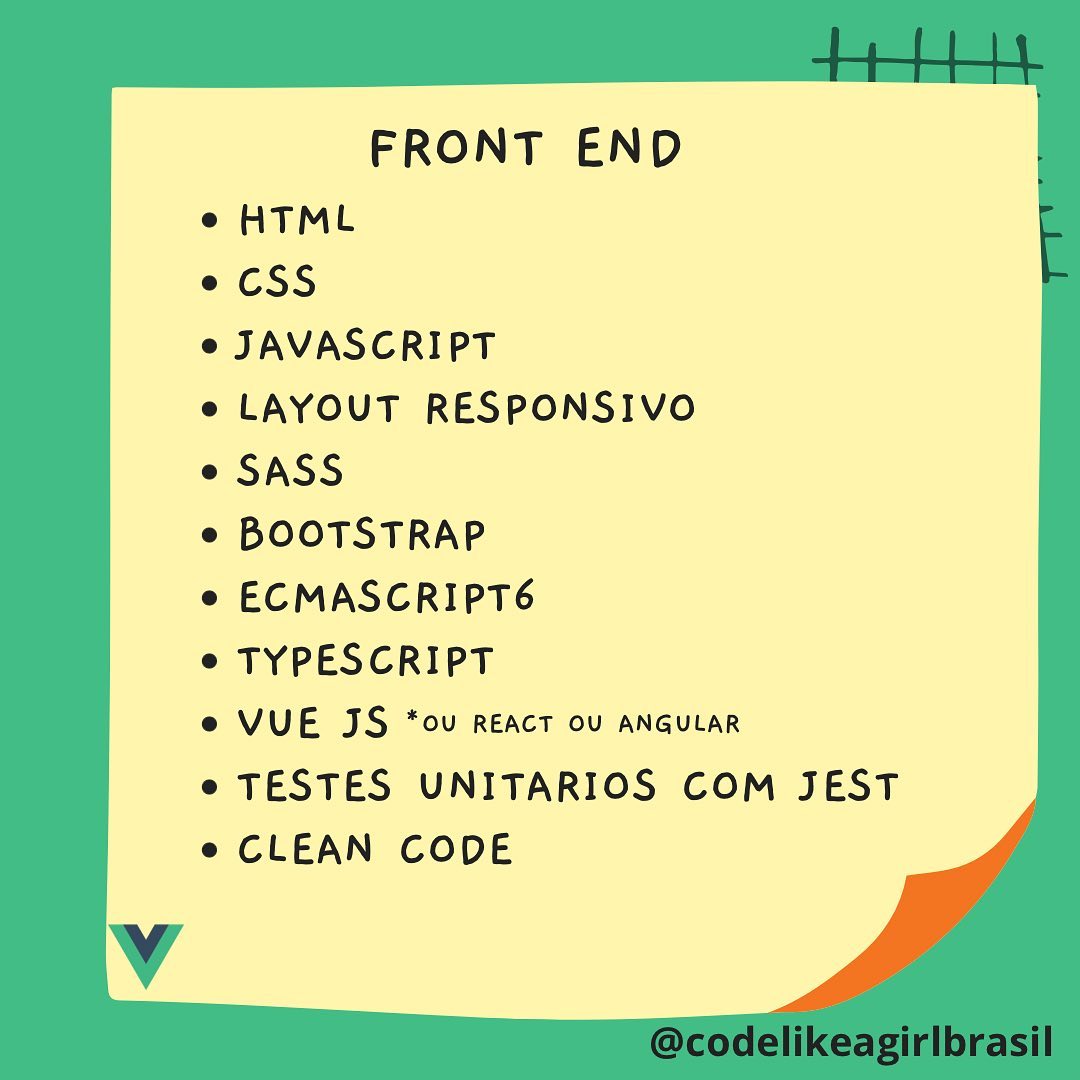 FRONT END
• HTML
• CSS
• JAVASCRIPT
• LAYOUT RESPONSIVO
• SASS
• BOOTSTRAP
• ECMASCRIPT6
• TYPESCRIPT
• VUE JS *OU REACT OU ANGULAR
• TESTES UNITARIOS COM JEST
• CLEAN CODE
@codelikeagirlbrasil